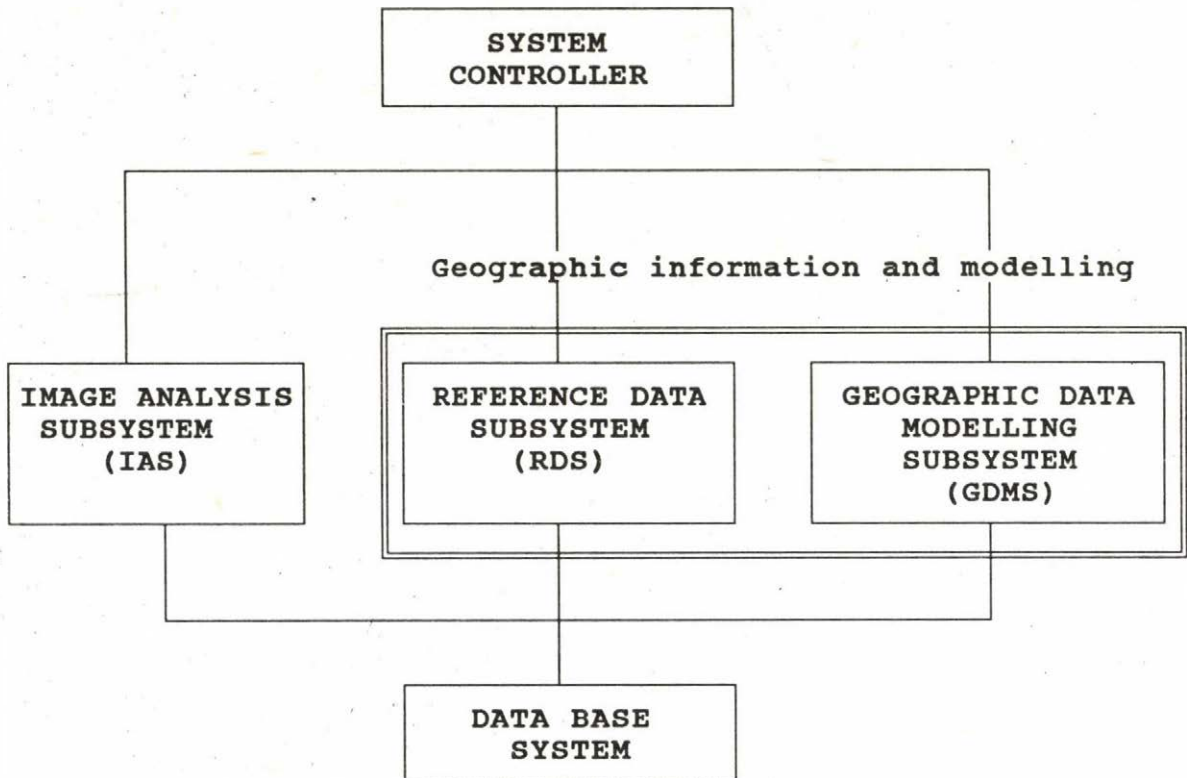 SYSTEM
CONTROLLER
Geographic information and modelling
IMAGE ANALYSIS
SUBSYSTEM
(IAS)
REFERENCE DATA
SUBSYSTEM
(RDS)
GEOGRAPHIC DATA
MODELLING
SUBSYSTEM
(GDMS)
DATA BASE
SYSTEM